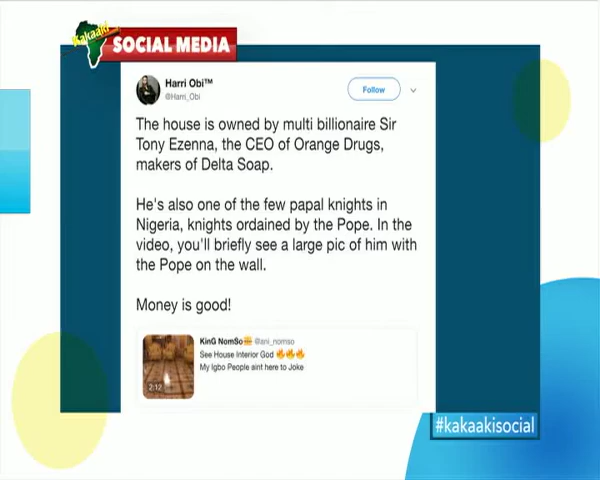 Kakaaki
SOCIAL MEDIA
Harri Obi™
@Harri_Obi
Follow
The house is owned by multi billionaire Sir
Tony Ezenna, the CEO of Orange Drugs,
makers of Delta Soap.
He's also one of the few papal knights in
Nigeria, knights ordained by the Pope. In the
video, you'll briefly see a large pic of him with
the Pope on the wall.
Money is good!
KinG NomSo @ani_nomso
See House Interior God 🔥🔥🔥
My Igbo People aint here to Joke
2:12
#kakaakisocial